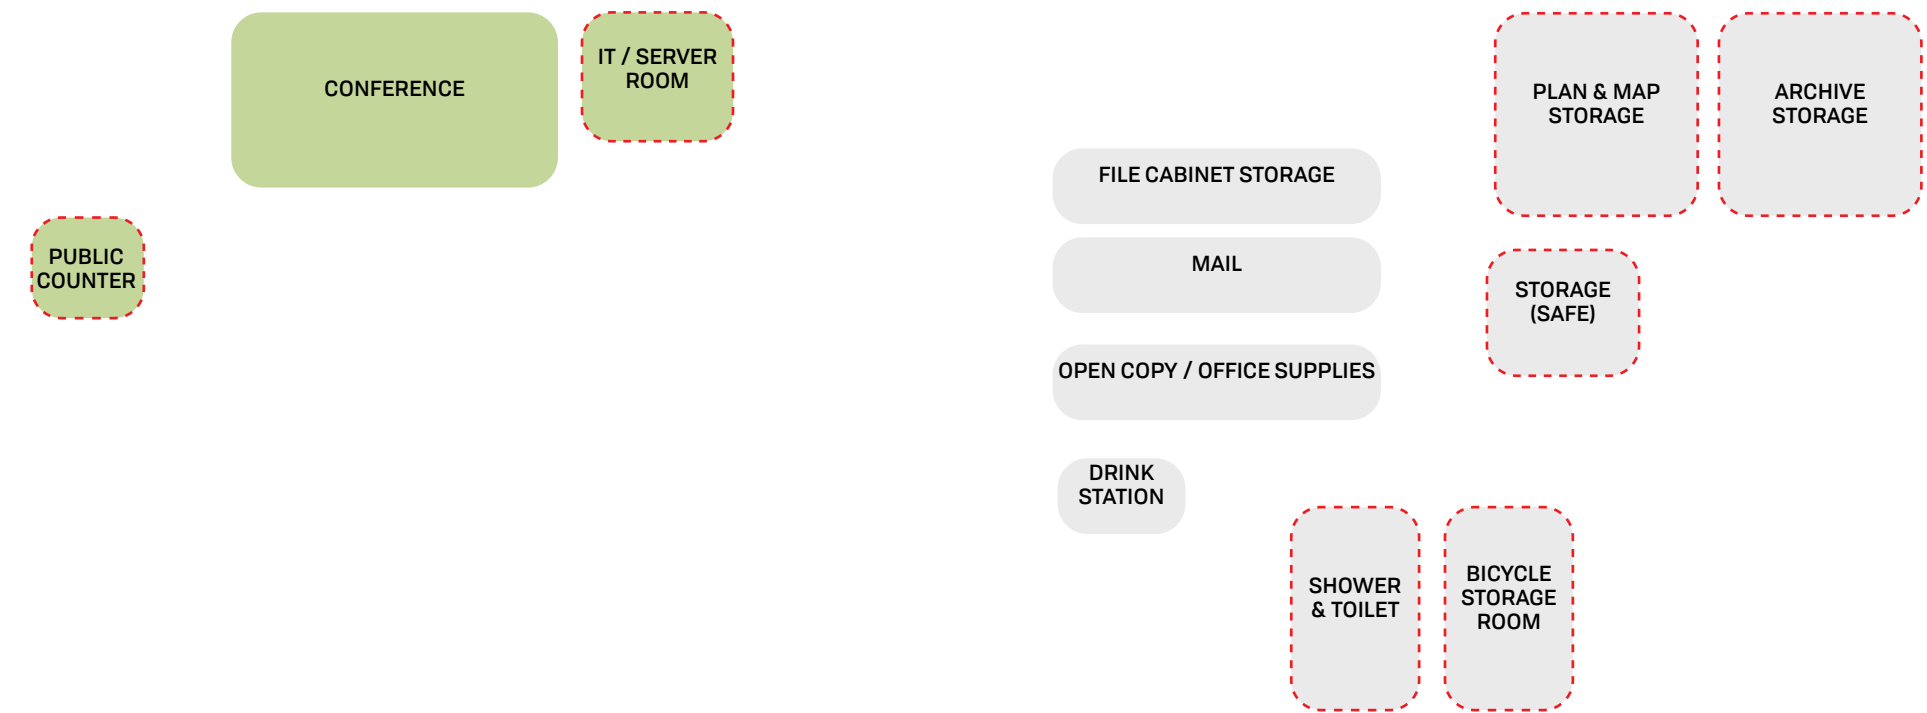 CONFERENCE
IT / SERVER
ROOM
PUBLIC
COUNTER
FILE CABINET STORAGE
MAIL
OPEN COPY / OFFICE SUPPLIES
DRINK
STATION
PLAN & MAP
STORAGE
ARCHIVE
STORAGE
STORAGE
(SAFE)
SHOWER
& TOILET
BICYCLE
STORAGE
ROOM